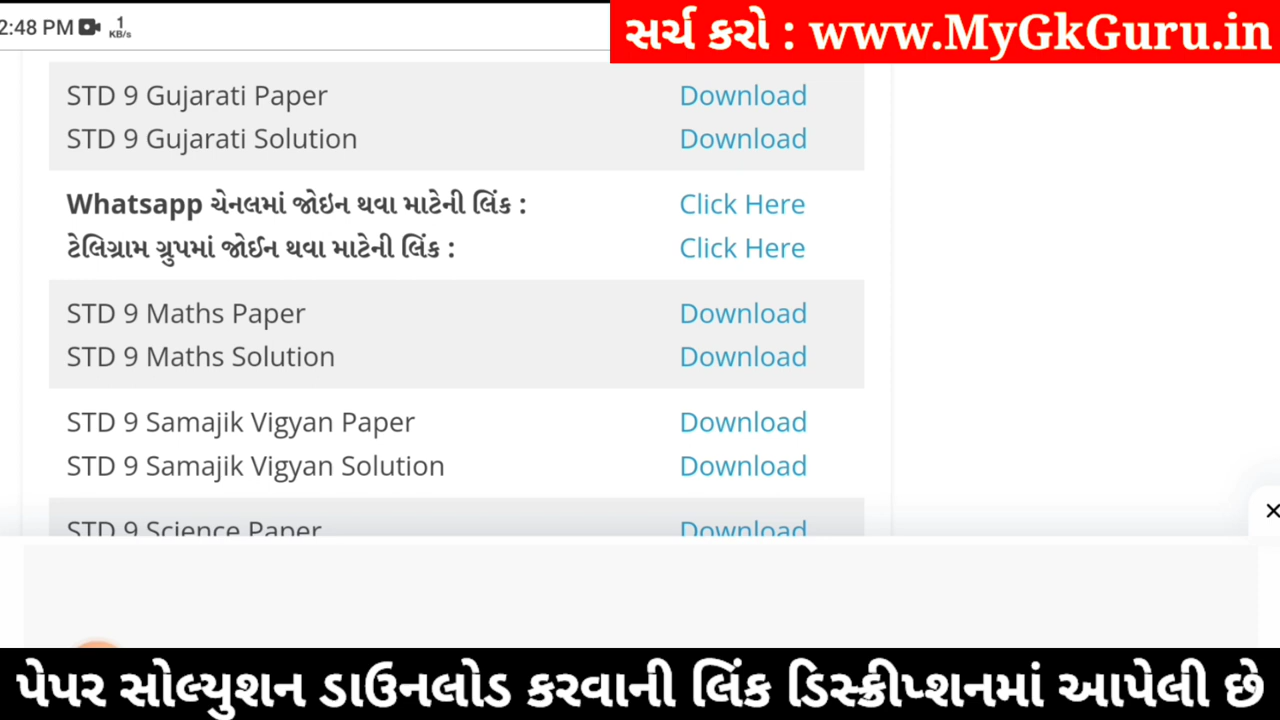 2:48 PM 1 KB/s
સર્ચ કરો : www.MyGkGuru.in
STD 9 Gujarati Paper Download
STD 9 Gujarati Solution Download
Whatsapp ચેનલમાં જોઇન થવા માટેની લિંક : Click Here
ટેલિગ્રામ ગ્રુપમાં જોઈન થવા માટેની લિંક : Click Here
STD 9 Maths Paper Download
STD 9 Maths Solution Download
STD 9 Samajik Vigyan Paper Download
STD 9 Samajik Vigyan Solution Download
STD 9 Science Paper Download
પેપર સોલ્યુશન ડાઉનલોડ કરવાની લિંક ડિસ્ક્રીપ્શનમાં આપેલી છે